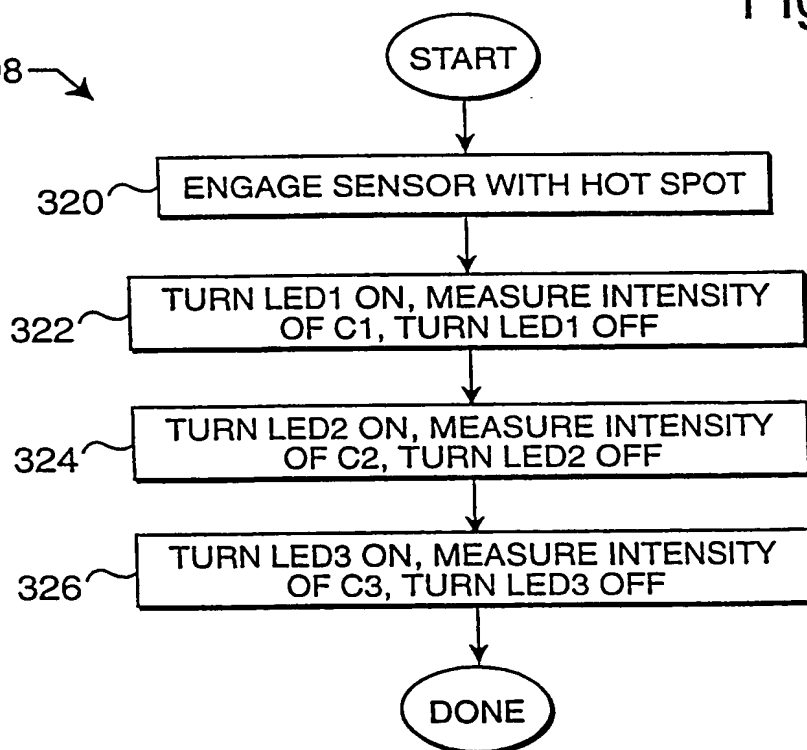 START
320 ENGAGE SENSOR WITH HOT SPOT
322 TURN LED1 ON, MEASURE INTENSITY
OF C1, TURN LED1 OFF
324 TURN LED2 ON, MEASURE INTENSITY
OF C2, TURN LED2 OFF
326 TURN LED3 ON, MEASURE INTENSITY
OF C3, TURN LED3 OFF
DONE